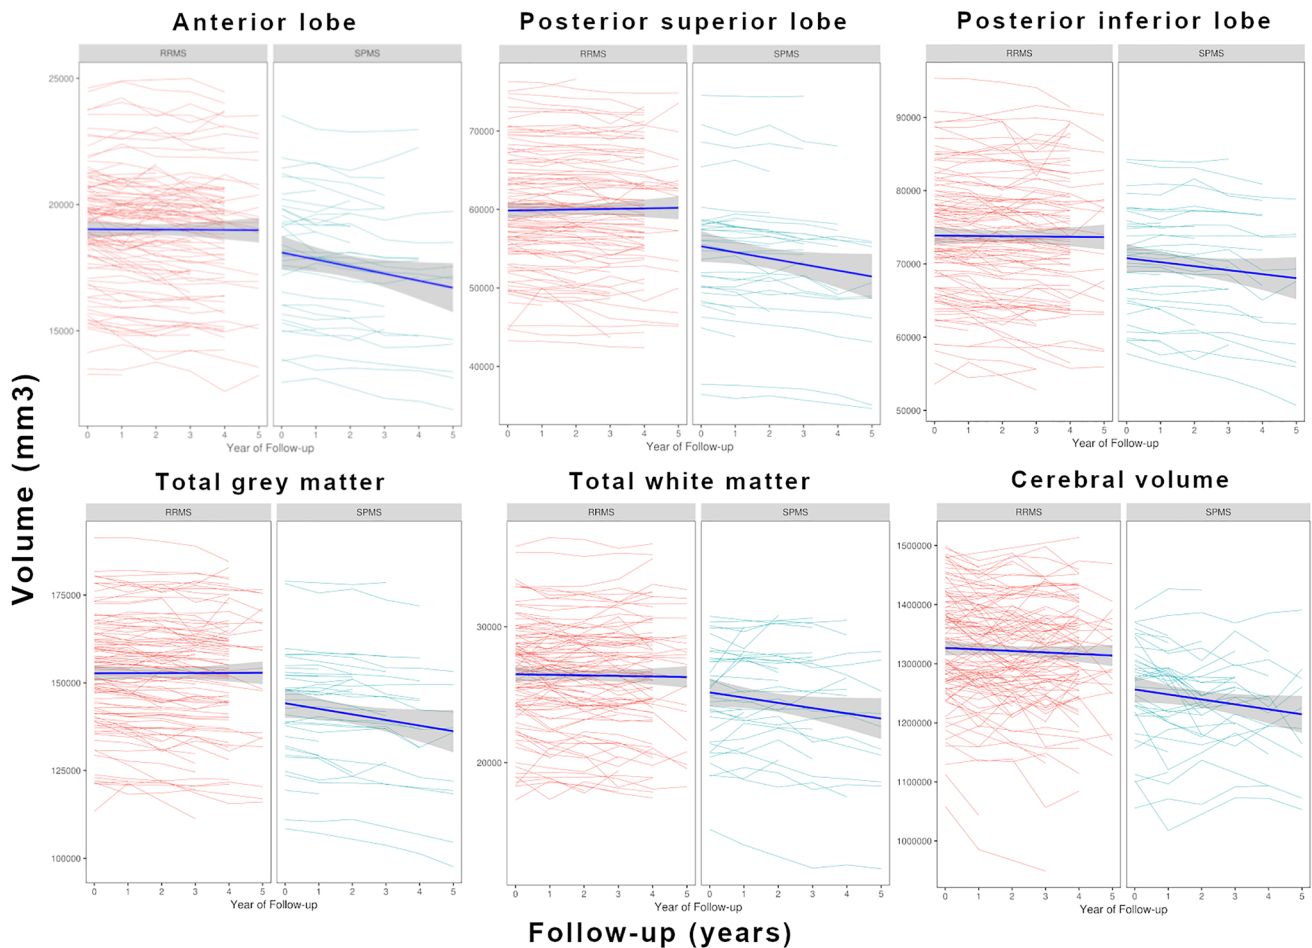 Anterior lobe
Posterior superior lobe
Posterior inferior lobe
RRMS SPMS
RRMS SPMS
RRMS SPMS
25000
20000
15000
70000
60000
50000
40000
90000
80000
70000
60000
50000
0 1 2 3 4 5 0 1 2 3 4 5
0 1 2 3 4 5 0 1 2 3 4 5
0 1 2 3 4 5 0 1 2 3 4 5
Year of Follow-up
Year of Follow-up
Year of Follow-up
Volume (mm3)
Total grey matter
Total white matter
Cerebral volume
RRMS SPMS
RRMS SPMS
RRMS SPMS
175000
150000
125000
100000
30000
20000
1500000
1400000
1300000
1200000
1100000
1000000
0 1 2 3 4 5 0 1 2 3 4 5
0 1 2 3 4 5 0 1 2 3 4 5
0 1 2 3 4 5 0 1 2 3 4 5
Year of Follow-up
Year of Follow-up
Year of Follow-up
Follow-up (years)